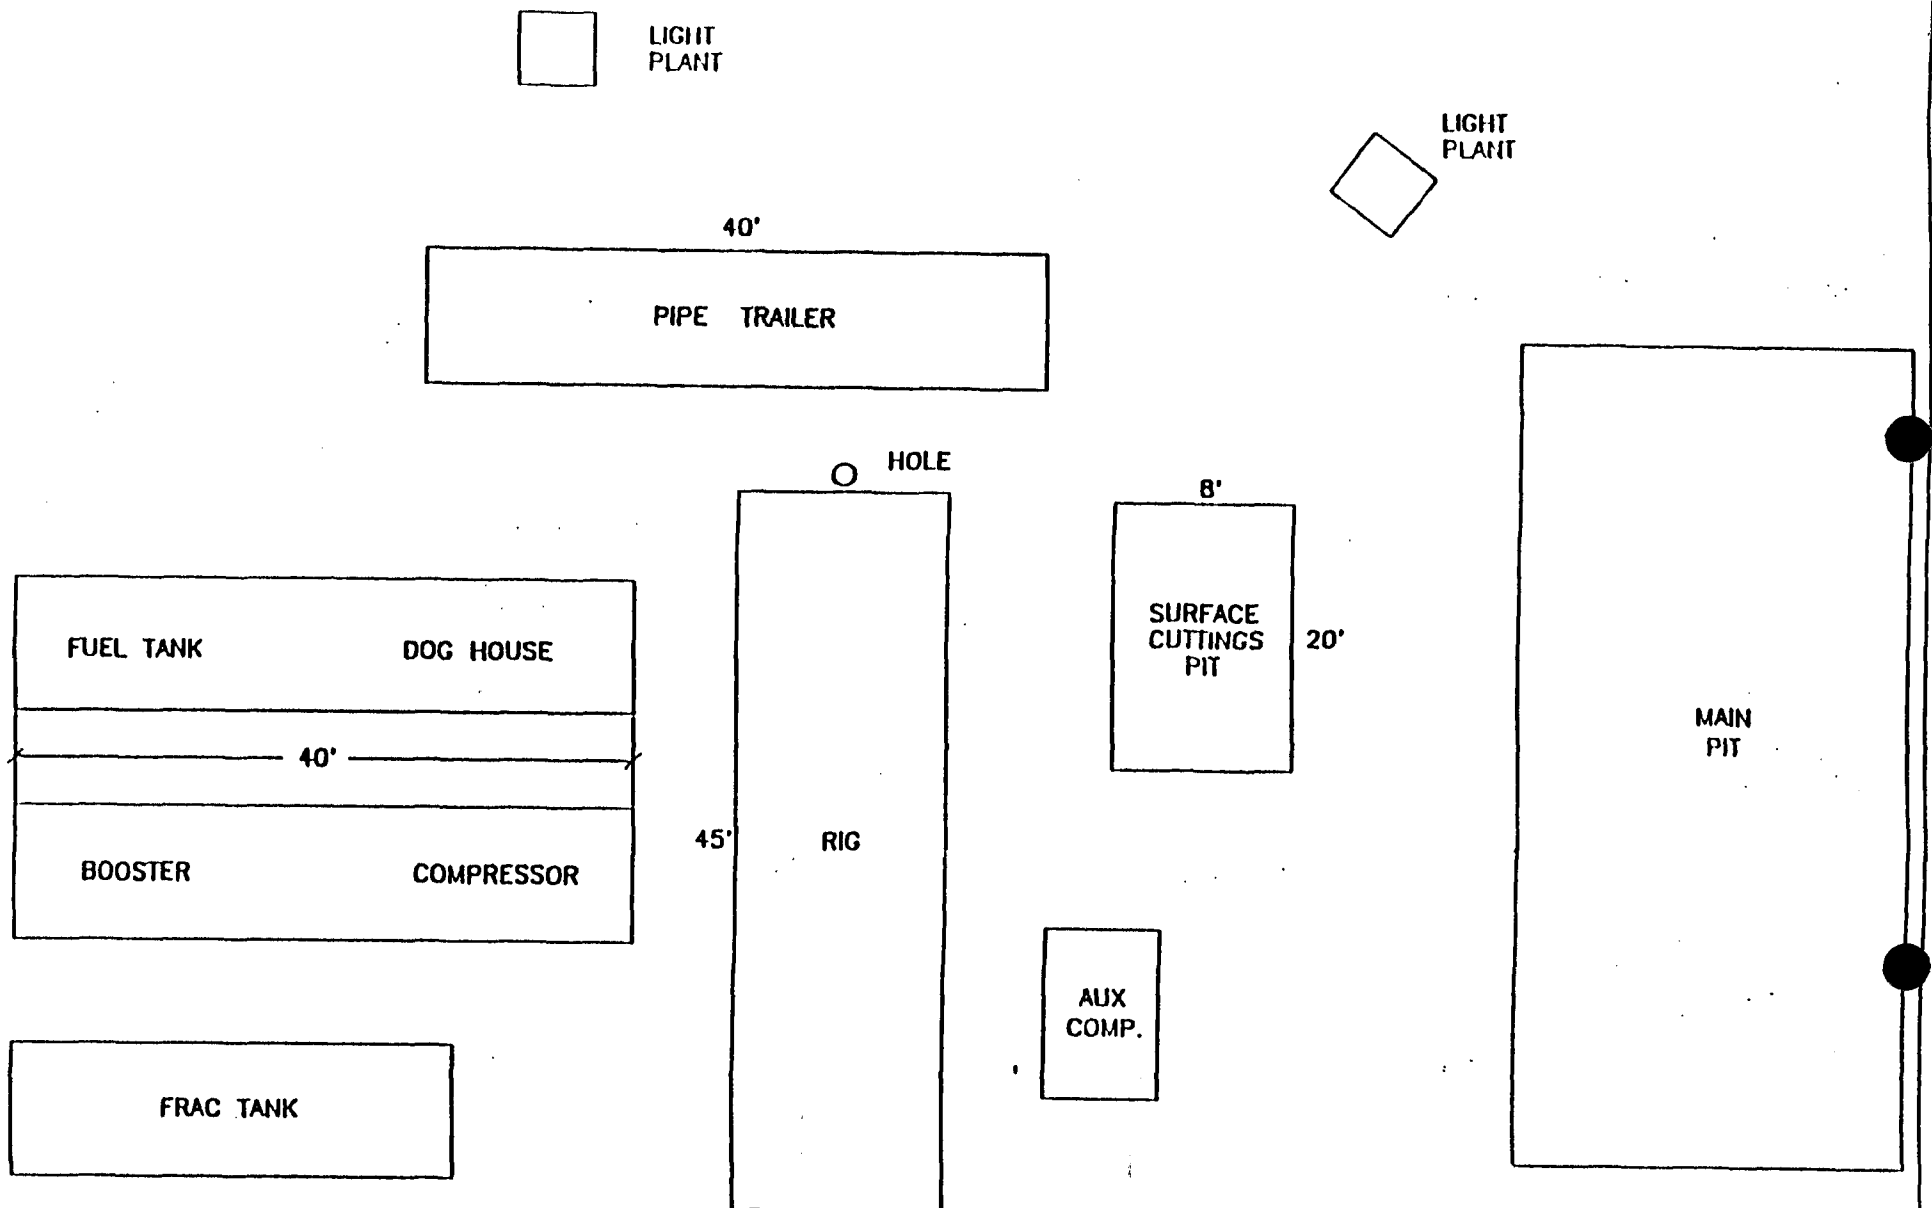 LIGHT
PLANT
LIGHT
PLANT
40'
PIPE TRAILER
HOLE
8'
SURFACE
CUTTINGS
PIT
20'
FUEL TANK DOG HOUSE
MAIN
PIT
40'
45'
RIG
BOOSTER COMPRESSOR
AUX
COMP.
FRAC TANK